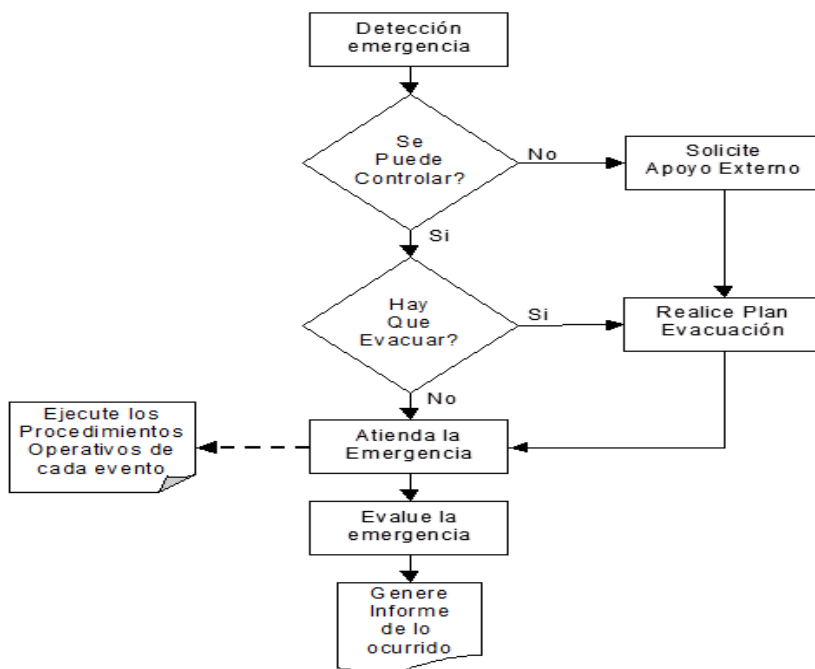 Detección
emergencia
Se
Puede
Controlar?
No
Solicite
Apoyo Externo
Si
Hay
Que
Evacuar?
Si
Realice Plan
Evacuación
No
Ejecute los
Procedimientos
Operativos de
cada evento
Atienda la
Emergencia
Evalue la
emergencia
Genere
Informe
de lo
ocurrido